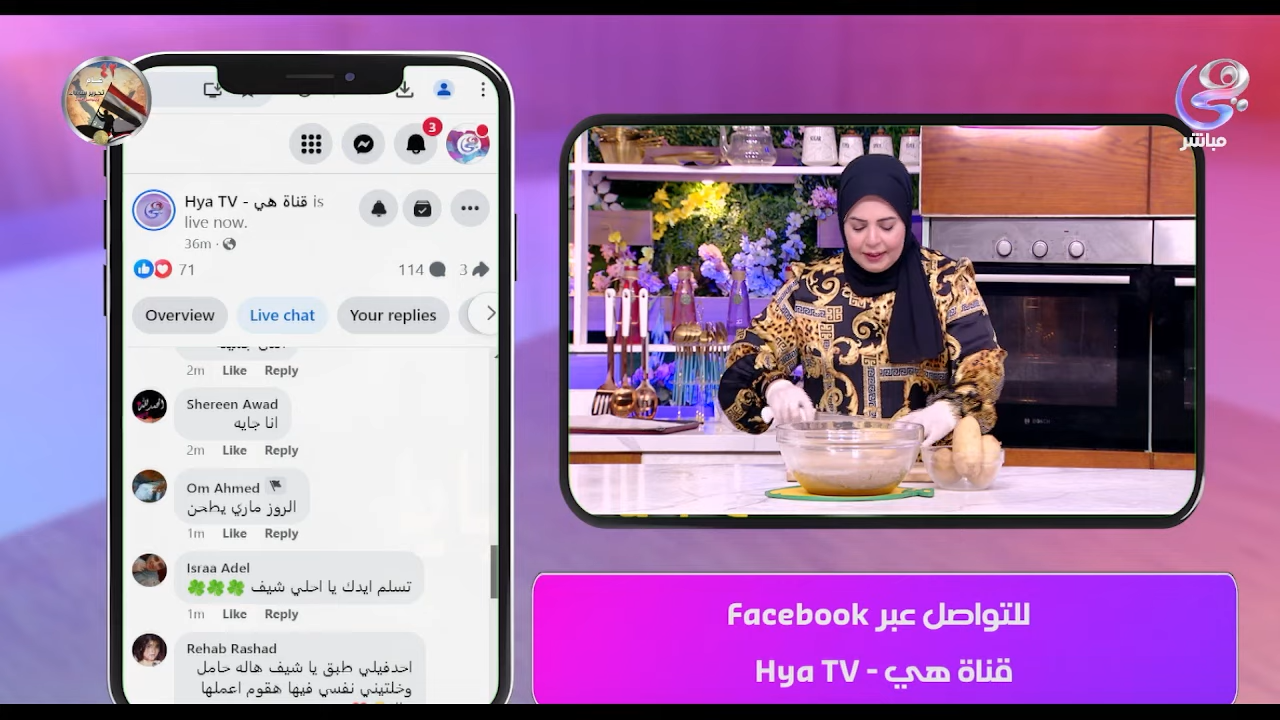 مباشر
3
Hya TV - قناة هي is
live now.
36m
71
114
3
Overview
Live chat
Your replies
2m Like Reply
Shereen Awad
انا جايه
2m Like Reply
Om Ahmed
الروز ماري يطحن
1m Like Reply
Israa Adel
تسلم ايدك يا احلي شيف 🍀🍀🍀
1m Like Reply
Rehab Rashad
احدفيلي طبق يا شيف هاله حامل
وخلتيني نفسي فيها هقوم اعملها
للتواصل عبر Facebook
قناة هي - Hya TV